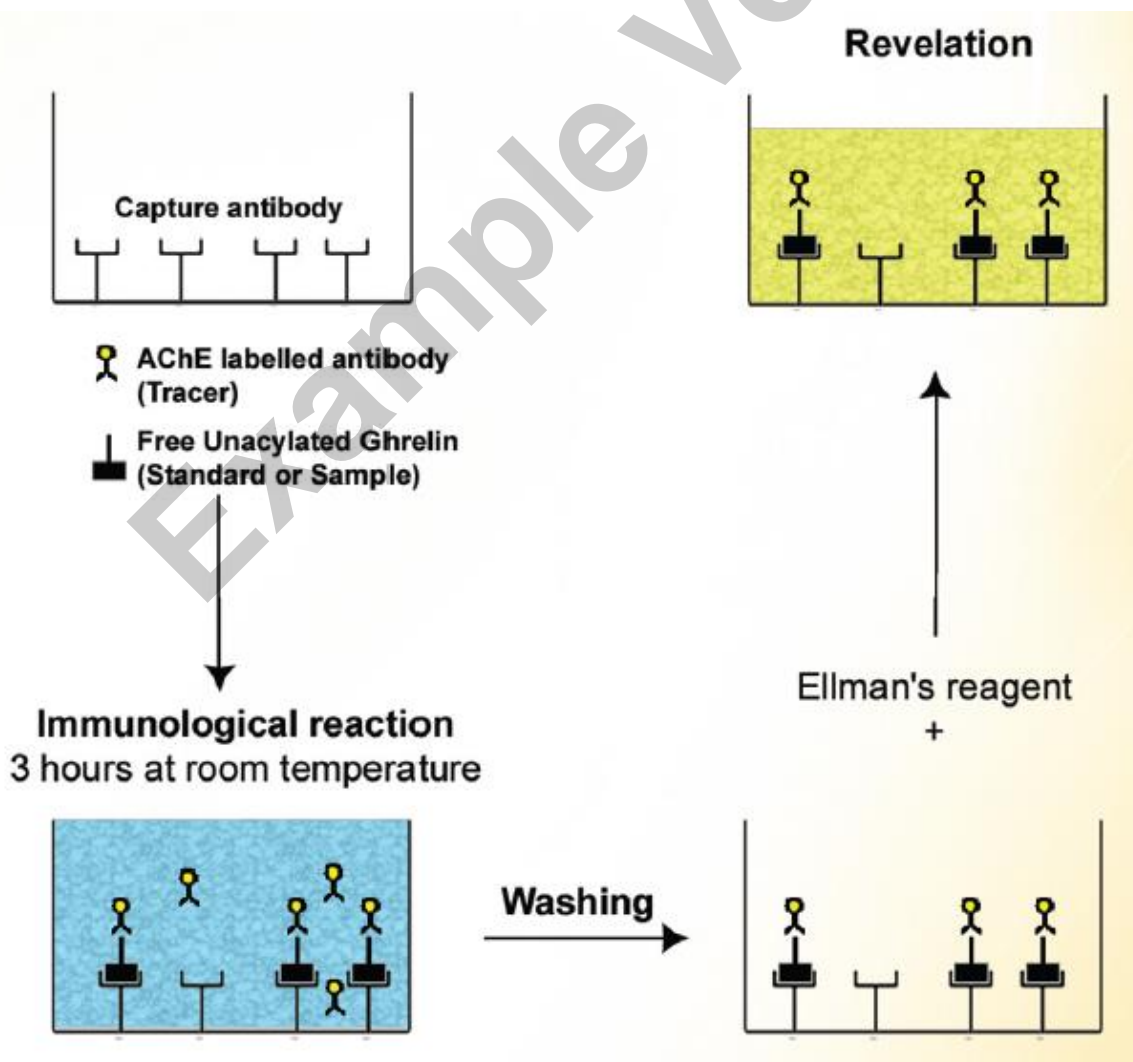 Revelation
Capture antibody
AChE labelled antibody
(Tracer)
Free Unacylated Ghrelin
(Standard or Sample)
Immunological reaction
3 hours at room temperature
Washing
Ellman's reagent
+
Example